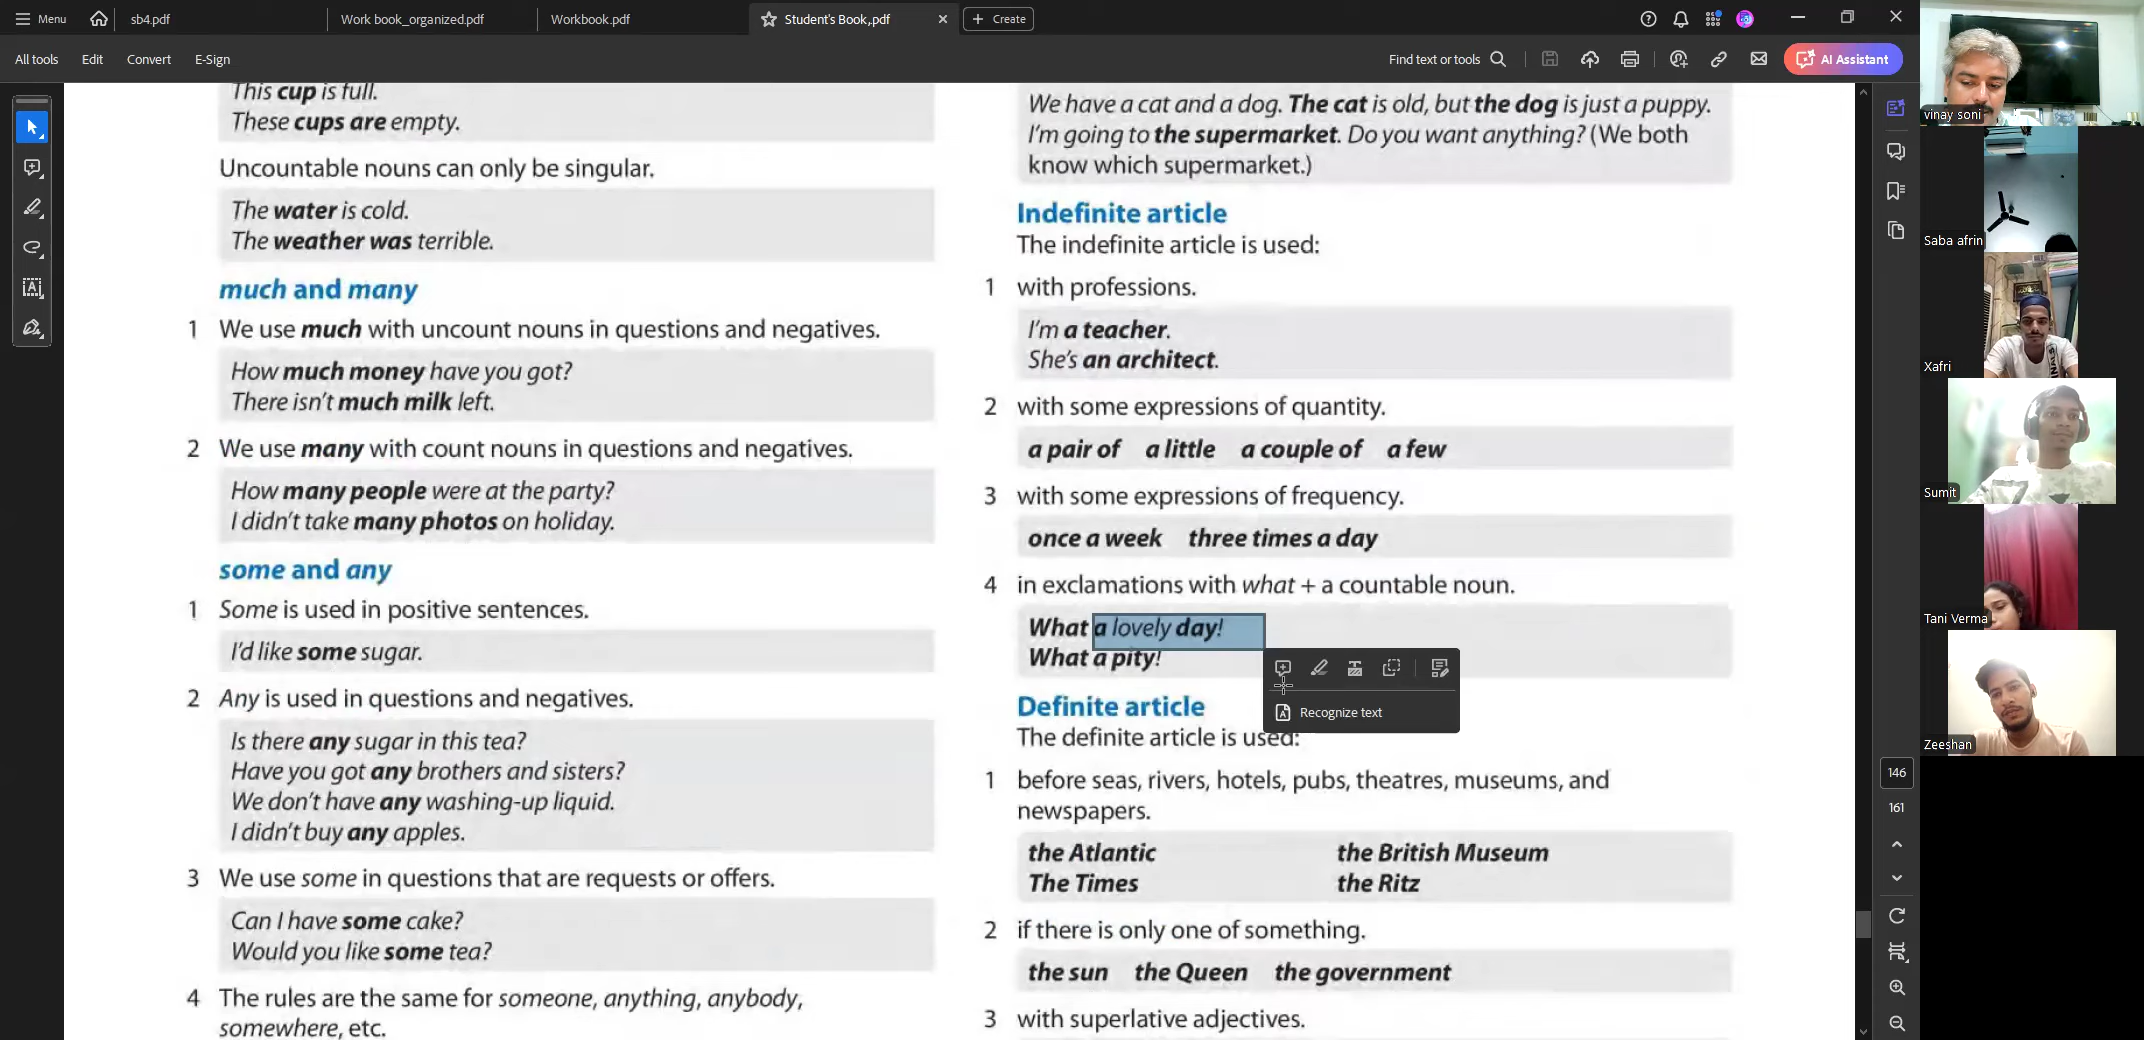 Menu
sb4.pdf
Work book_organized.pdf
Workbook.pdf
Student's Book,.pdf
Create
All tools
Edit
Convert
E-Sign
Find text or tools
AI Assistant
This cup is full.
These cups are empty.
Uncountable nouns can only be singular.
The water is cold.
The weather was terrible.
much and many
1 We use much with uncount nouns in questions and negatives.
How much money have you got?
There isn't much milk left.
2 We use many with count nouns in questions and negatives.
How many people were at the party?
I didn't take many photos on holiday.
some and any
1 Some is used in positive sentences.
I'd like some sugar.
2 Any is used in questions and negatives.
Is there any sugar in this tea?
Have you got any brothers and sisters?
We don't have any washing-up liquid.
I didn't buy any apples.
3 We use some in questions that are requests or offers.
Can I have some cake?
Would you like some tea?
4 The rules are the same for someone, anything, anybody,
somewhere, etc.
We have a cat and a dog. The cat is old, but the dog is just a puppy.
I'm going to the supermarket. Do you want anything? (We both
know which supermarket.)
Indefinite article
The indefinite article is used:
1 with professions.
I'm a teacher.
She's an architect.
2 with some expressions of quantity.
a pair of a little a couple of a few
3 with some expressions of frequency.
once a week three times a day
4 in exclamations with what + a countable noun.
What a lovely day!
What a pity!
Recognize text
Definite article
The definite article is used:
1 before seas, rivers, hotels, pubs, theatres, museums, and
newspapers.
the Atlantic the British Museum
The Times the Ritz
2 if there is only one of something.
the sun the Queen the government
3 with superlative adjectives.
146
161
vinay soni
Saba afrin
Xafri
Sumit
Tani Verma
Zeeshan